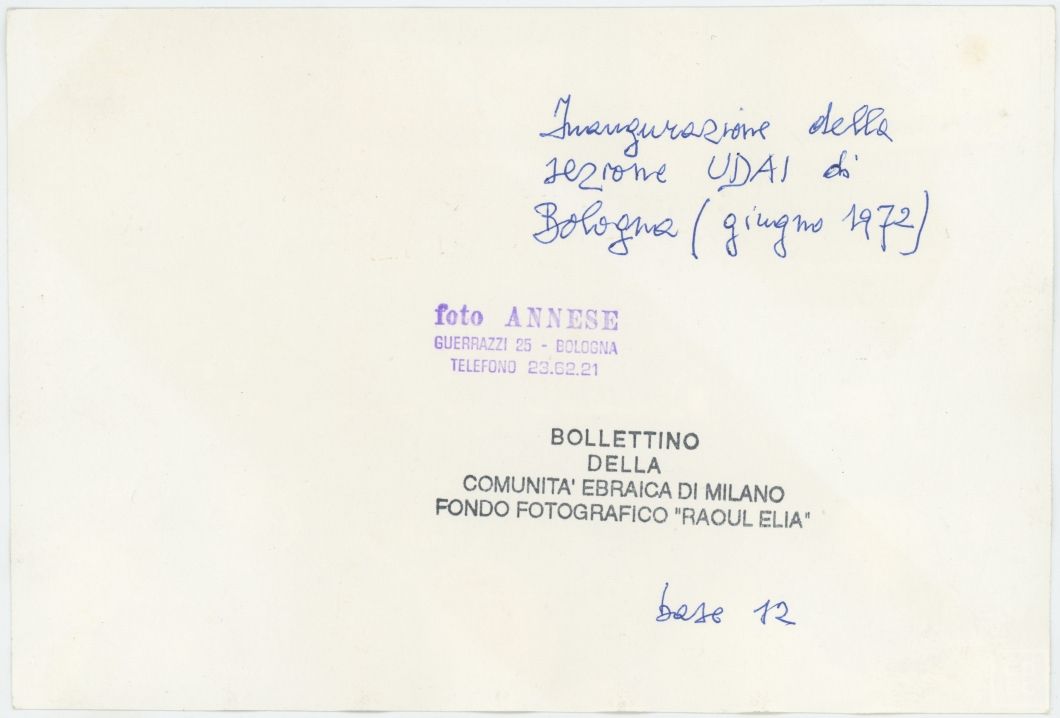 Inaugurazione della
sezione UDAI di
Bologna (giugno 1972)
foto ANNESE
GUERRAZZI 25 - BOLOGNA
TELEFONO 23.62.21
BOLLETTINO
DELLA
COMUNITA' EBRAICA DI MILANO
FONDO FOTOGRAFICO "RAOUL ELIA"
base 12